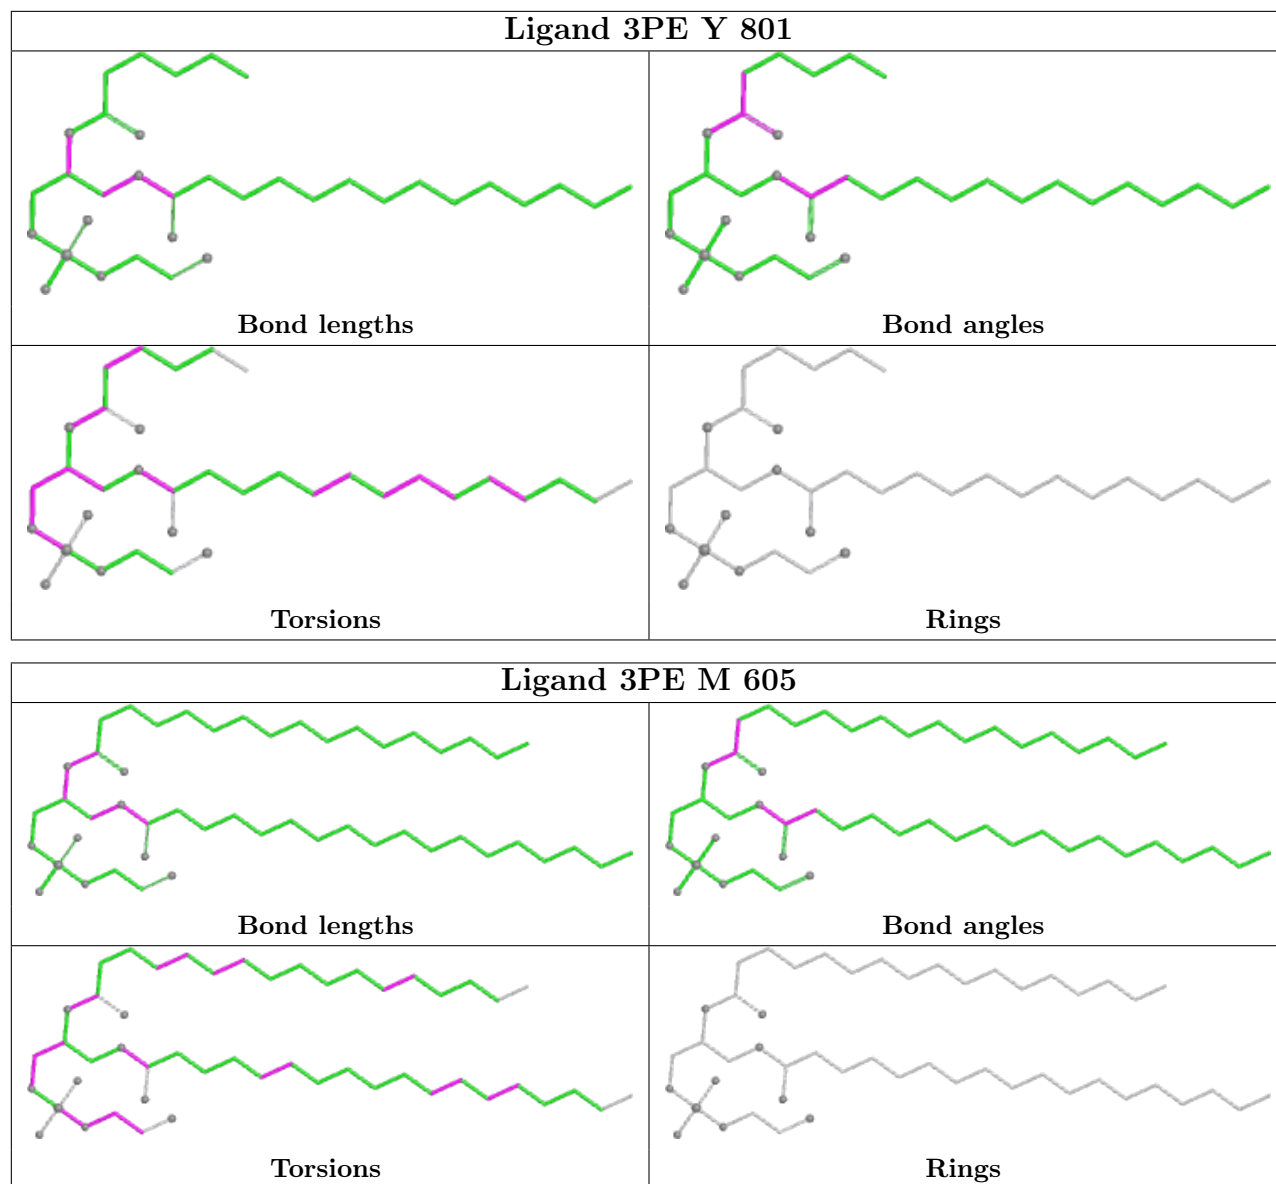 Ligand 3PE Y 801
Bond lengths
Bond angles
Torsions
Rings
Ligand 3PE M 605
Bond lengths
Bond angles
Torsions
Rings